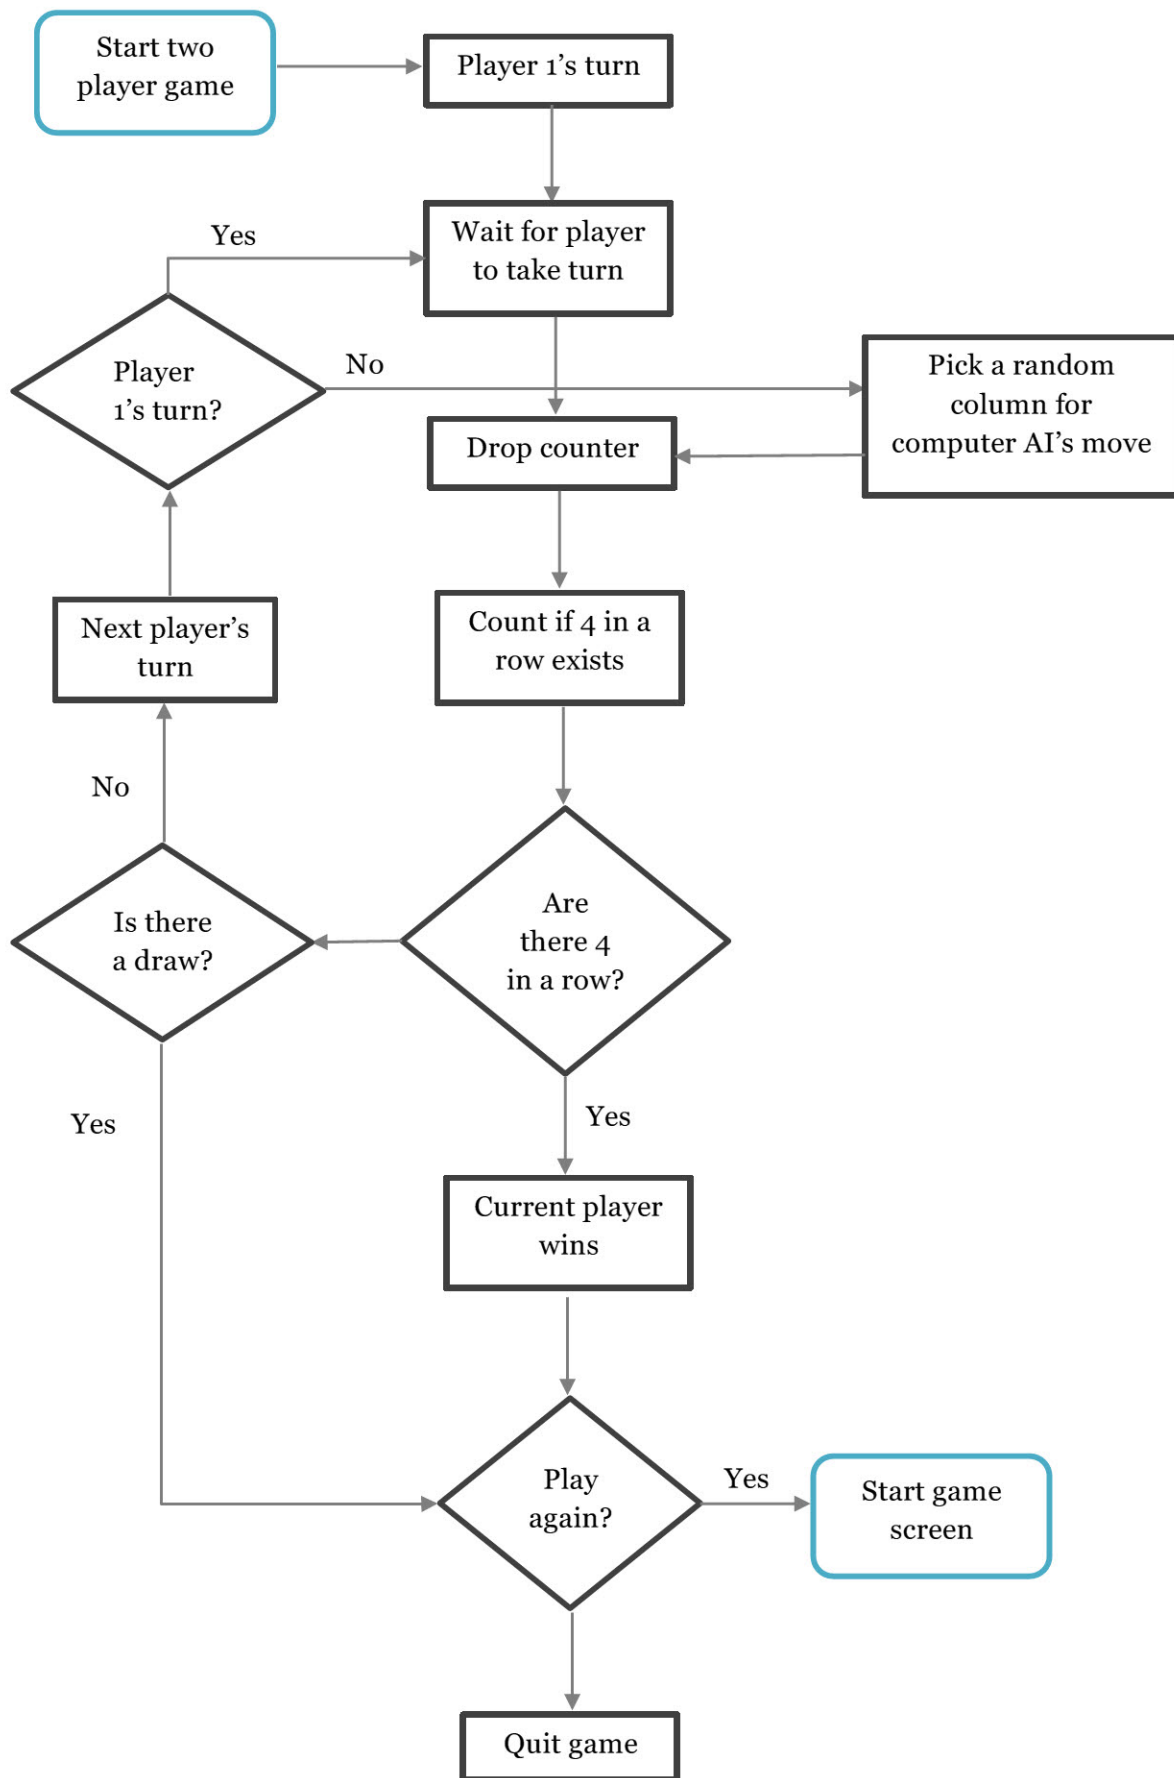 Start two
player game
Player 1's turn
Wait for player
to take turn
Yes
Player
1's turn?
No
Pick a random
column for
computer AI's move
Drop counter
Next player's
turn
Count if 4 in a
row exists
No
Is there
a draw?
Are
there 4
in a row?
Yes
Yes
Current player
wins
Play
again?
Yes
Start game
screen
Quit game